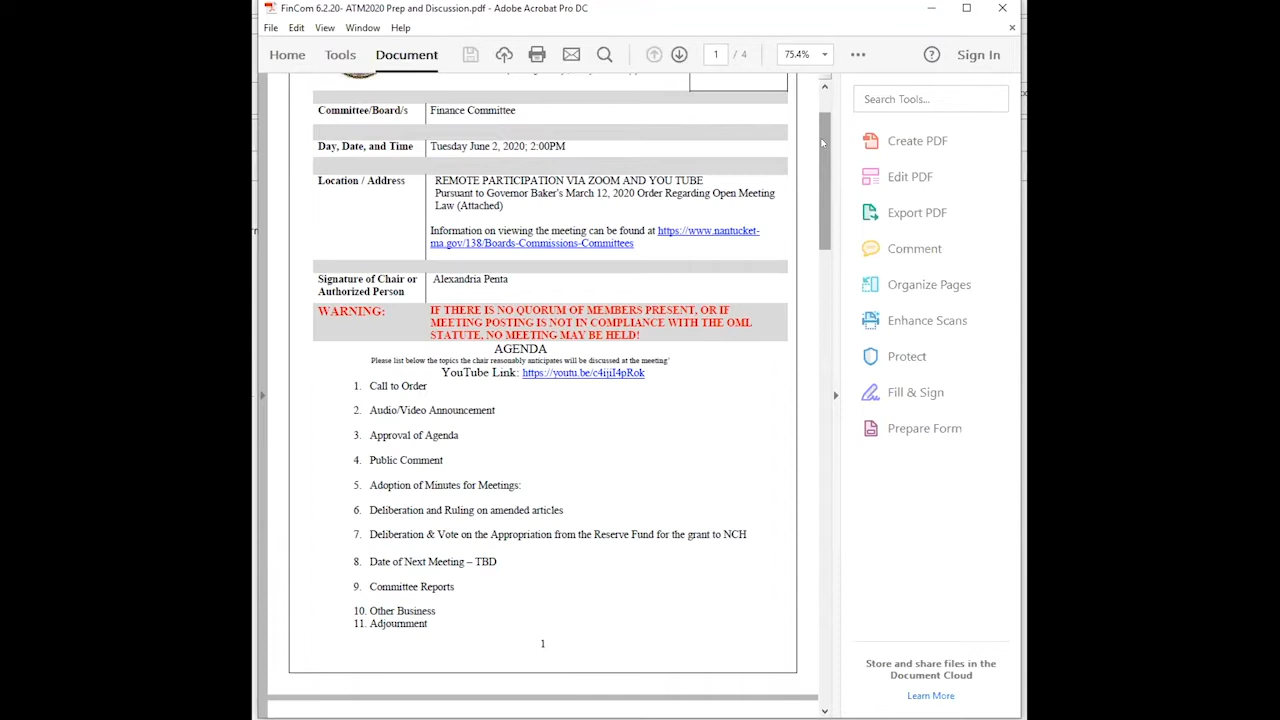 FinCom 6.2.20- ATM2020 Prep and Discussion.pdf - Adobe Acrobat Pro DC
File Edit View Window Help
Home Tools Document 1 / 4 75.4% Sign In
Committee/Board/s Finance Committee
Day, Date, and Time Tuesday June 2, 2020; 2:00PM
Location / Address REMOTE PARTICIPATION VIA ZOOM AND YOU TUBE
Pursuant to Governor Baker's March 12, 2020 Order Regarding Open Meeting
Law (Attached)
Information on viewing the meeting can be found at https://www.nantucket-
ma.gov/138/Boards-Commissions-Committees
Signature of Chair or Alexandria Penta
Authorized Person
WARNING: IF THERE IS NO QUORUM OF MEMBERS PRESENT, OR IF
MEETING POSTING IS NOT IN COMPLIANCE WITH THE OML
STATUTE, NO MEETING MAY BE HELD!
AGENDA
Please list below the topics the chair reasonably anticipates will be discussed at the meeting'
YouTube Link:
1. Call to Order
2. Audio/Video Announcement
3. Approval of Agenda
4. Public Comment
5. Adoption of Minutes for Meetings:
6. Deliberation and Ruling on amended articles
7. Deliberation & Vote on the Appropriation from the Reserve Fund for the grant to NCH
8. Date of Next Meeting – TBD
9. Committee Reports
10. Other Business
11. Adjournment
1
Search Tools...
Create PDF
Edit PDF
Export PDF
Comment
Organize Pages
Enhance Scans
Protect
Fill & Sign
Prepare Form
Store and share files in the
Document Cloud
Learn More